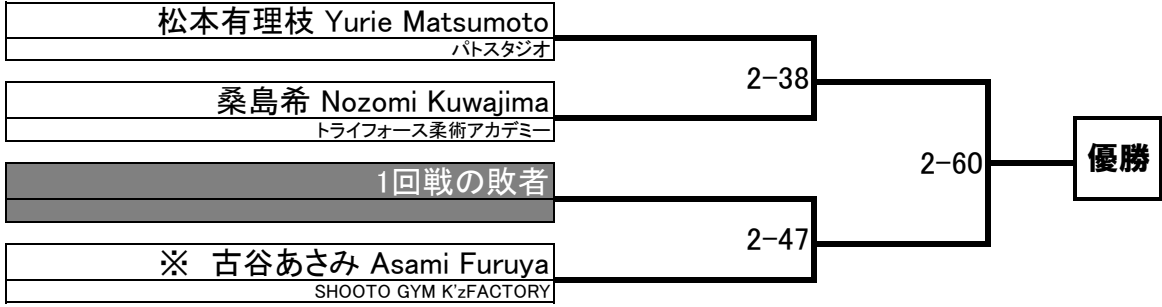 松本有理枝 Yurie Matsumoto
パトスタジオ
2-38
桑島希 Nozomi Kuwajima
トライフォース柔術アカデミー
2-60
優勝
1回戦の敗者
2-47
※ 古谷あさみ Asami Furuya
SHOOTO GYM K'zFACTORY